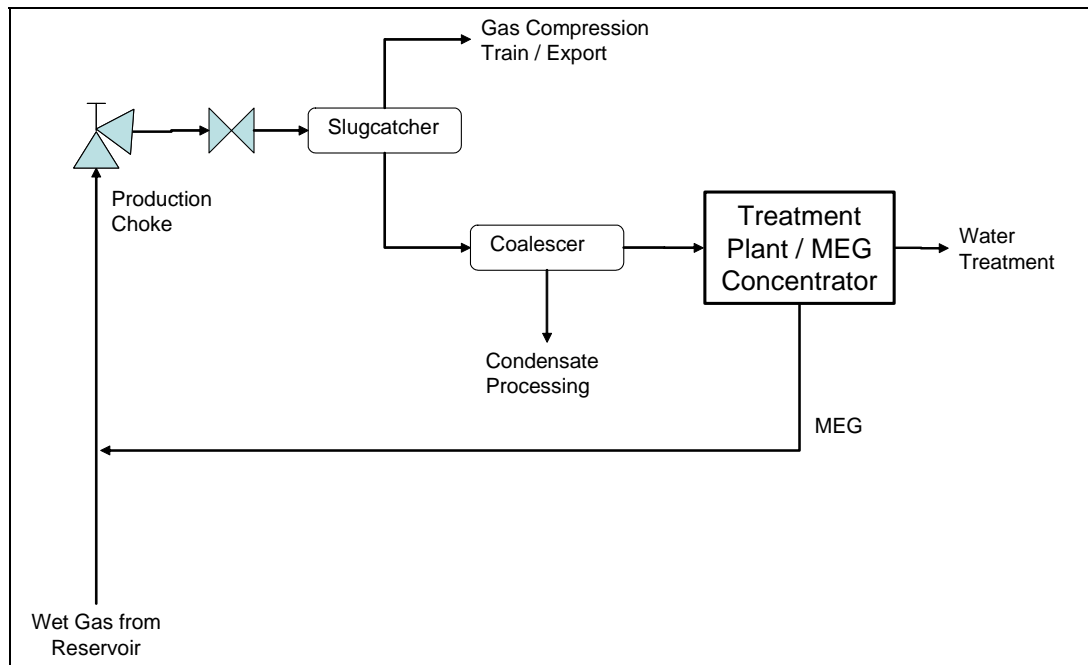 Gas Compression
Train / Export
Slugcatcher
Production
Choke
Coalescer
Treatment
Plant / MEG
Concentrator
Water
Treatment
Condensate
Processing
MEG
Wet Gas from
Reservoir